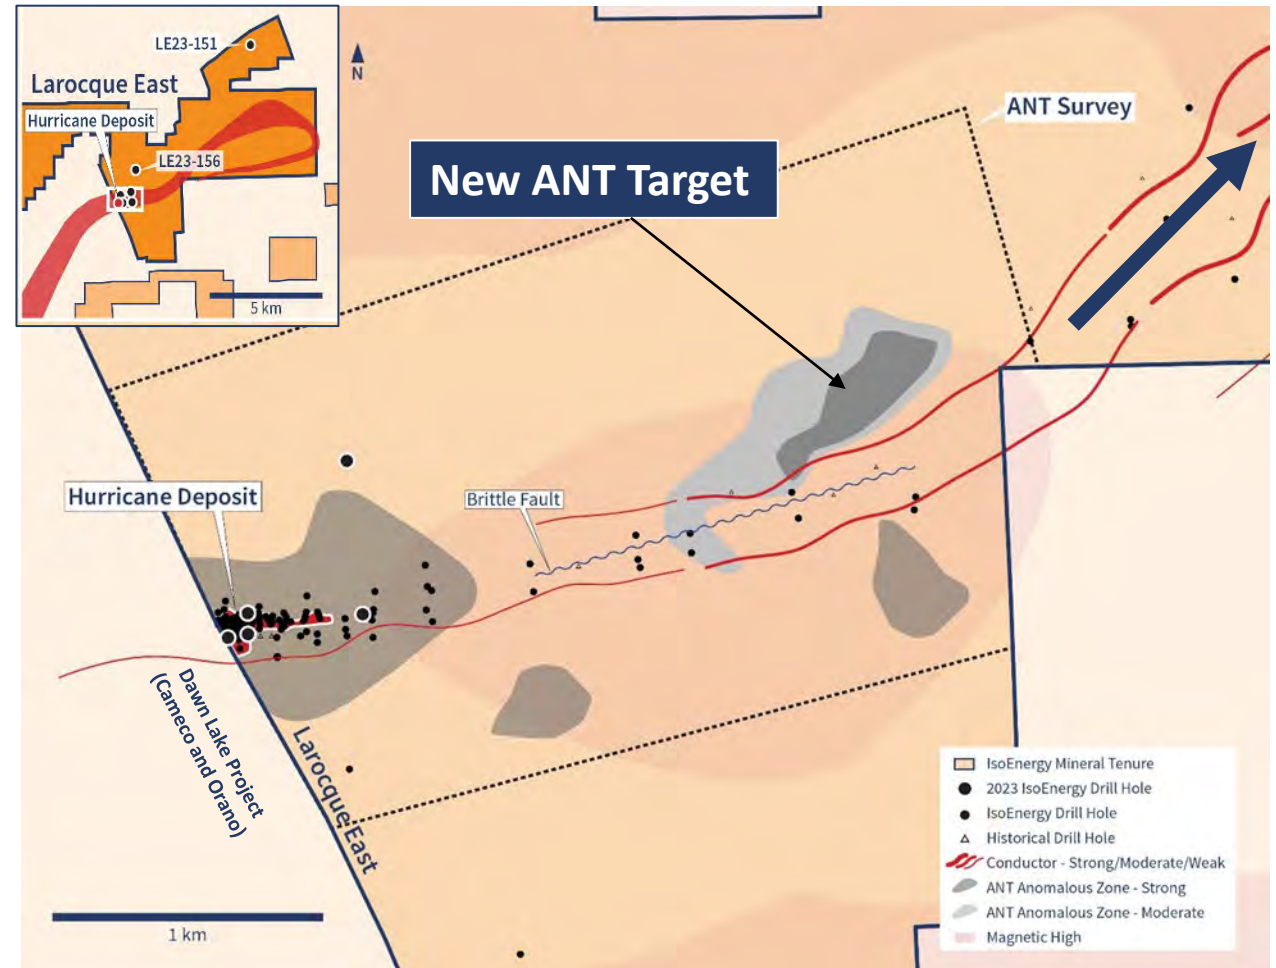 LE23-151
Larocque East
Hurricane Deposit
LE23-156
5 km
N
ANT Survey
New ANT Target
Hurricane Deposit
Brittle Fault
Dawn Lake Project
(Cameco and Orano)
Larocque East
1 km
IsoEnergy Mineral Tenure
2023 IsoEnergy Drill Hole
IsoEnergy Drill Hole
Historical Drill Hole
Conductor - Strong/Moderate/Weak
ANT Anomalous Zone - Strong
ANT Anomalous Zone - Moderate
Magnetic High